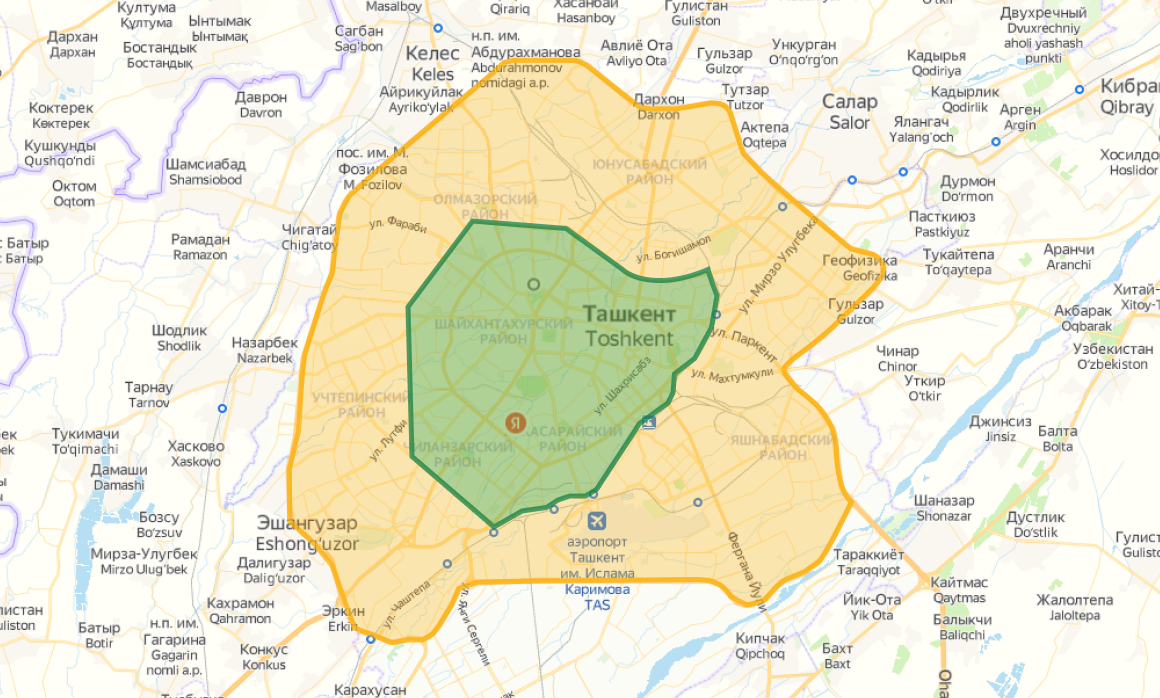 Култума
Құлтума
Ынтымак
Ынтымақ
Дархан
Дархан
Бостандык
Бостандық
Коктерек
Көктерек
Кушкунды
Qushqo'ndi
Октом
Oqtom
Masalboy
Сагбан
Sag'bon
Qirariq
Хасанбай
Hasanboy
Гулистан
Guliston
Двухречный
Dvuxrechniy
aholi yashash
punkti
Келес
Keles
н.п. им.
Абдурахманова
Abdurahmonov
nomidagi a.p.
Авлиё Ота
Avliyo Ota
Гульзар
Gulzor
Ункурган
O'nqo'rg'on
Кадырья
Qodiriya
Кибрай
Qibray
Даврон
Davron
Айрикуйлак
Ayriko'ylak
Дархон
Darxon
Тутзар
Tutzor
Салар
Salor
Кадырлик
Qodirlik
Арген
Argin
Актепа
Oqtepa
Ялангач
Yalang'och
Шамсиабад
Shamsiobod
пос. им. М.
Фозилова
M. Fozilov
ЮНУСАБАДСКИЙ
РАЙОН
Хосилдор
Hoslidor
Дурмон
Do'rmon
ОЛМАЗОРСКИЙ
РАЙОН
Пасткиюз
Pastkiyuz
ул. Фараби
Чигатай
Chig'atoy
Рамадан
Ramazon
с Батыр
с Батыр
ул. Богишамол
ул. Мирзо Улугбека
Геофизика
Geofizika
Тукайтепа
To'qaytepa
Аранчи
Aranchi
Хитай-
Xitoy-T
Гульзар
Gulzor
Акбарак
Oqbarak
Ташкент
Toshkent
ШАЙХАНТАХУРСКИЙ
РАЙОН
ул. Паркент
Шодлик
Shodlik
Назарбек
Nazarbek
Чинар
Chinor
Узбекистан
O'zbekiston
ул. Махтумкули
ул. Шахрисабз
Уткир
O'tkir
Тарнау
Tarnov
УЧТЕПИНСКИЙ
РАЙОН
Я
АСАРАЙСКИЙ
РАЙОН
ул. Лутфи
ЧИЛАНЗАРСКИЙ
РАЙОН
ЯШНАБАДСКИЙ
РАЙОН
Джинсиз
Jinsiz
Балта
Bolta
Тукимачи
To'qimachi
Хасково
Xaskovo
Дамаши
Damashi
Шаназар
Shonazar
Дустлик
Do'stlik
Бозсу
Bo'zsuv
Эшангузар
Eshong'uzor
аэропорт
Ташкент
им. Ислама
Каримова
TAS
Мирза-Улугбек
Mirzo Ulug'bek
Далигузар
Dalig'uzor
Фергана Йули
Тараккиёт
Taraqqiyot
Кахрамон
Qahramon
Эркин
Erkin
ул. Чаштепа
ул. Янги Сергели
Йик-Ота
Yik Ota
Кайтмас
Qaytmas
Балыкчи
Baliqchi
Жалолтепа
Jaloltepa
Батыр
Botir
н.п. им.
Гагарина
Gagarin
nomli a.p.
Конкус
Konkus
Кипчак
Qipchoq
Бахт
Baxt
Карахусан